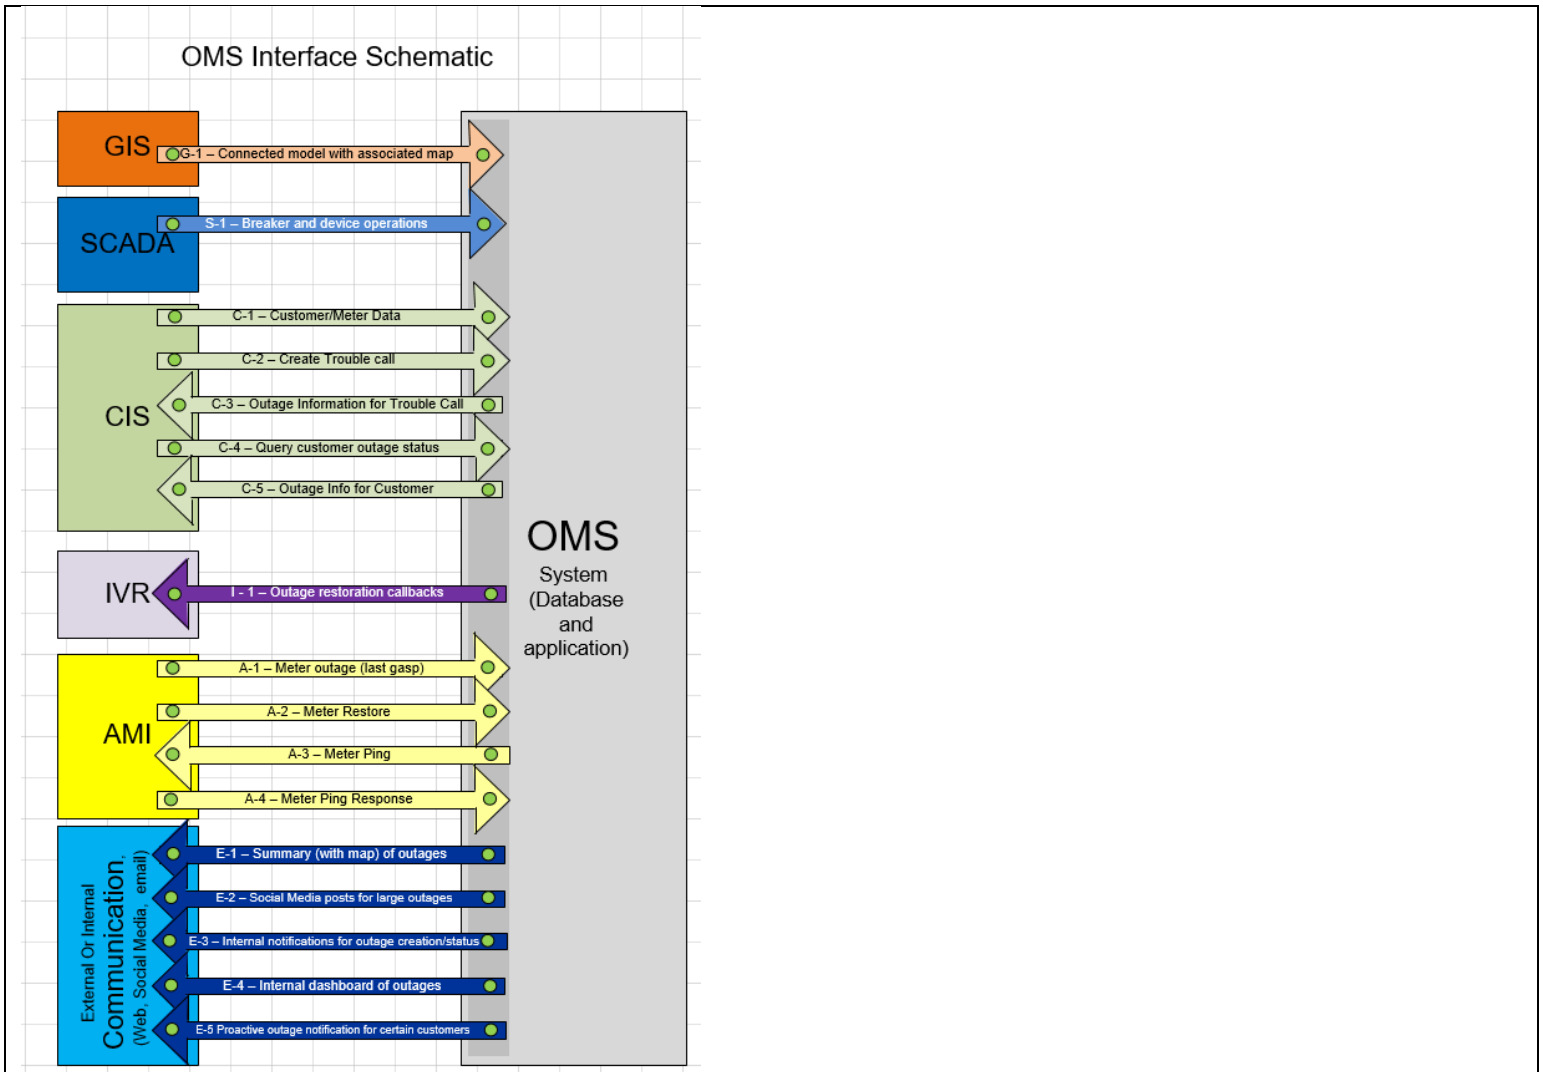 OMS Interface Schematic
GIS
G-1 – Connected model with associated map
SCADA
S-1 – Breaker and device operations
CIS
C-1 – Customer/Meter Data
C-2 – Create Trouble call
C-3 – Outage Information for Trouble Call
C-4 – Query customer outage status
C-5 – Outage Info for Customer
OMS
System
(Database
and
application)
IVR
I - 1 – Outage restoration callbacks
AMI
A-1 – Meter outage (last gasp)
A-2 – Meter Restore
A-3 – Meter Ping
A-4 – Meter Ping Response
External Or Internal
Communication,
(Web, Social Media, email)
E-1 – Summary (with map) of outages
E-2 – Social Media posts for large outages
E-3 – Internal notifications for outage creation/status
E-4 – Internal dashboard of outages
E-5 Proactive outage notification for certain customers